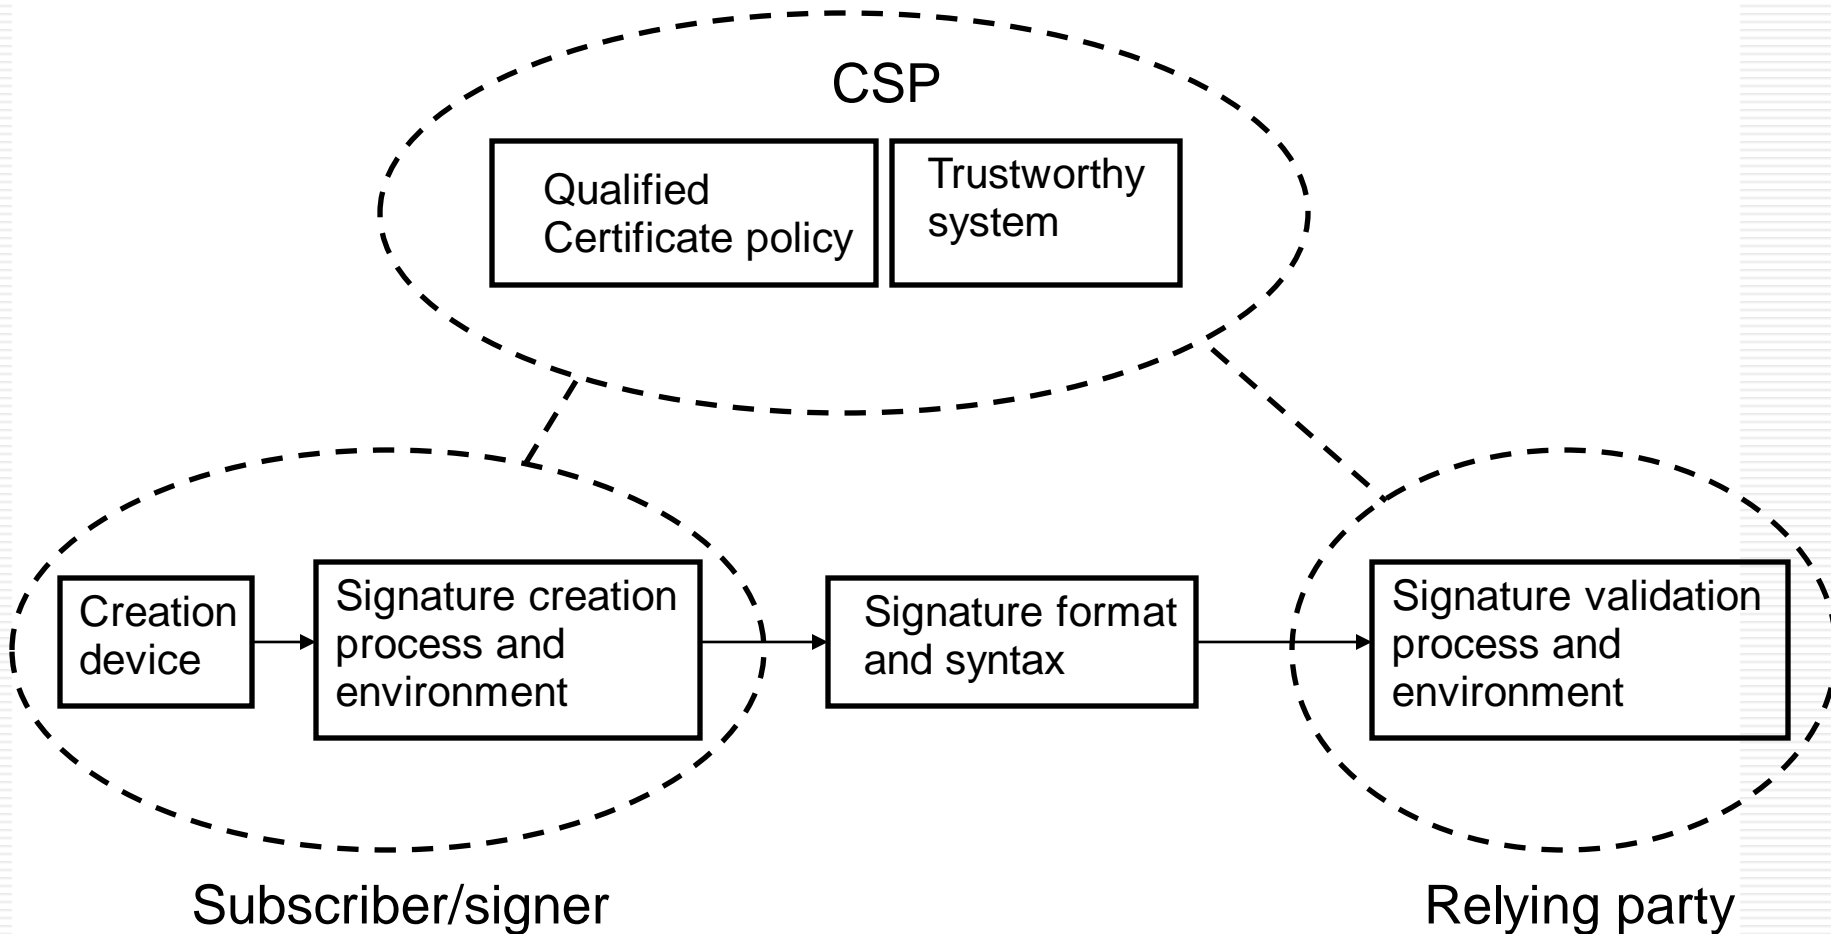 CSP
Qualified
Certificate policy
Trustworthy
system
Creation
device
Signature creation
process and
environment
Signature format
and syntax
Signature validation
process and
environment
Subscriber/signer
Relying party